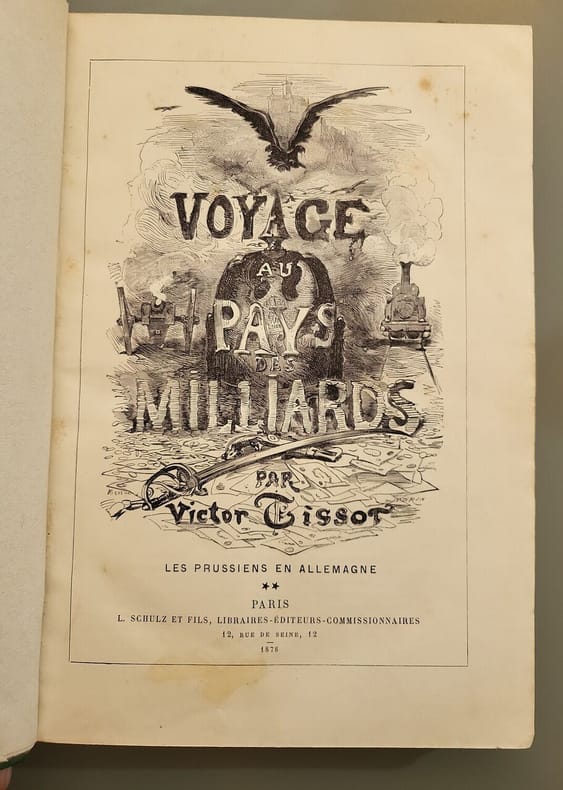 VOYAGE
AU
PAYS
DES
MILLIARDS
PAR
Victor Tissot
LES PRUSSIENS EN ALLEMAGNE
★★
PARIS
L. SCHULZ ET FILS, LIBRAIRES-ÉDITEURS-COMMISSIONNAIRES
12, RUE DE SEINE, 12
1878